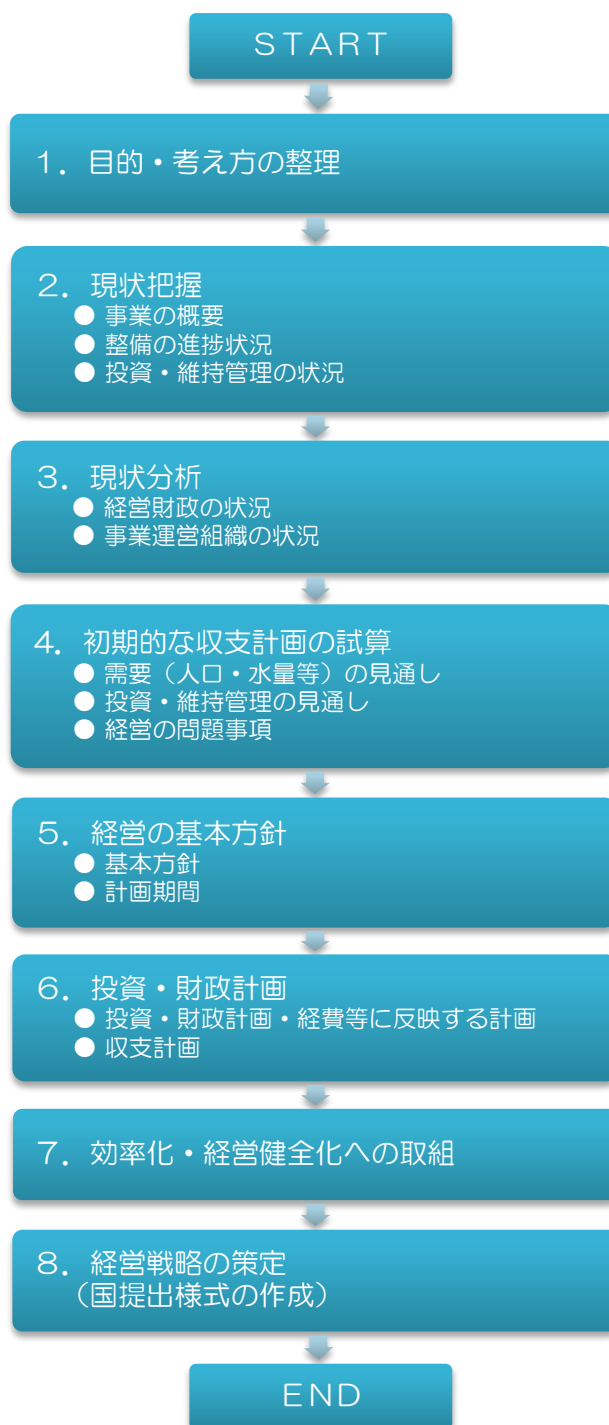 ＳＴＡＲＴ
１．目的・考え方の整理
２．現状把握
● 事業の概要
● 整備の進捗状況
● 投資・維持管理の状況
３．現状分析
● 経営財政の状況
● 事業運営組織の状況
４．初期的な収支計画の試算
● 需要（人口・水量等）の見通し
● 投資・維持管理の見通し
● 経営の問題事項
５．経営の基本方針
● 基本方針
● 計画期間
６．投資・財政計画
● 投資・財政計画・経費等に反映する計画
● 収支計画
７．効率化・経営健全化への取組
８．経営戦略の策定
（国提出様式の作成）
ＥＮＤ